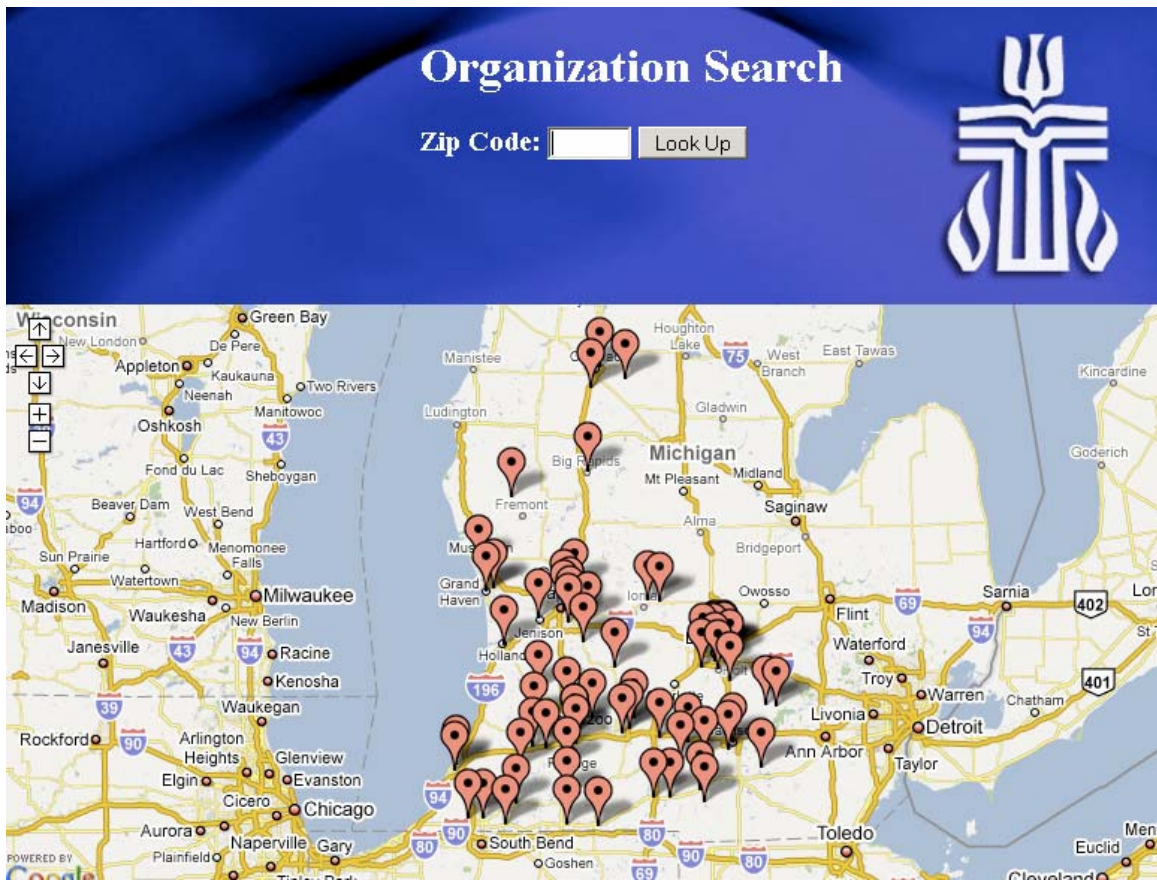 Organization Search
Zip Code:
Look Up
Green Bay
New London
De Pere
Houghton
Lake
75
West
Branch
East Tawas
Appleton
Kaukauna
Neenah
Two Rivers
Manitowoc
Manistee
Kincardine
Oshkosh
Ludington
Gladwin
43
Fond du Lac
Sheboygan
Big Rapids
Michigan
Mt Pleasant
Midland
Goderich
94
Beaver Dam
West Bend
Fremont
Saginaw
Alma
Sun Prairie
Hartford
Menomonee
Falls
Bridgeport
Watertown
Milwaukee
Grand
Haven
Owosso
Sarnia
402
Madison
Waukesha
New Berlin
Flint
69
94
Janesville
43
94
Racine
Jenison
Waterford
Kenosha
196
Troy
Warren
Chatham
401
39
Waukegan
Livonia
Detroit
Rockford
90
Arlington
Heights
Glenview
Ann Arbor
Taylor
Elgin
Evanston
Cicero
Chicago
94
Aurora
Naperville
Gary
90
80
South Bend
80
90
80
Toledo
Plainfield
Goshen
69
Euclid
Cleveland
POWERED BY
Google